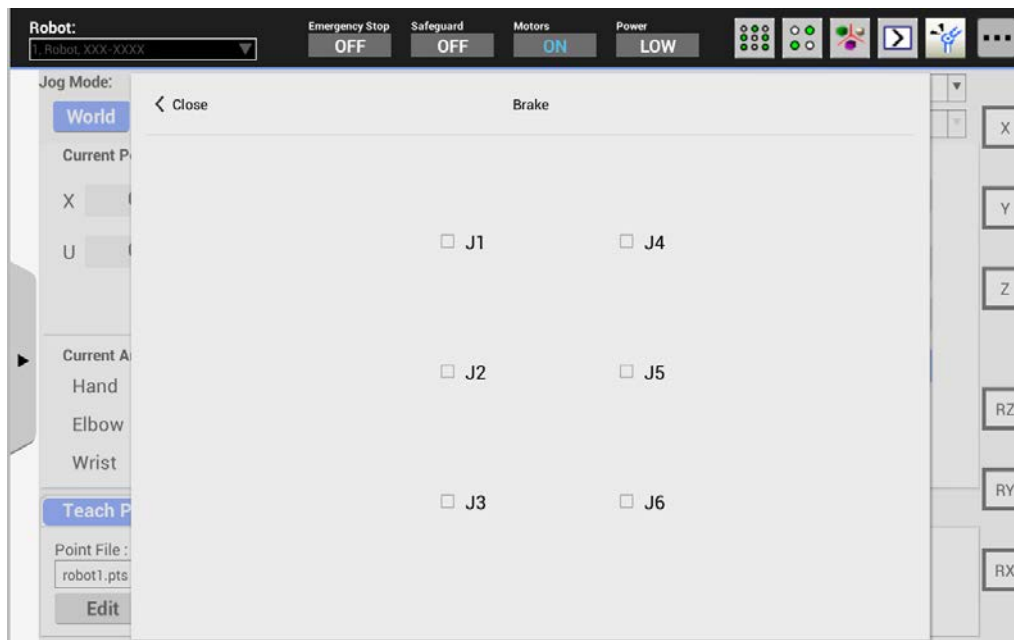 Robot:
1, Robot, XXX-XXXX
Emergency Stop
OFF
Safeguard
OFF
Motors
ON
Power
LOW
Jog Mode:
World
Close
Brake
Current P
X
U
J1
J4
J2
J5
J3
J6
Current A
Hand
Elbow
Wrist
Teach P
Point File :
robot1.pts
Edit
X
Y
Z
RZ
RY
RX